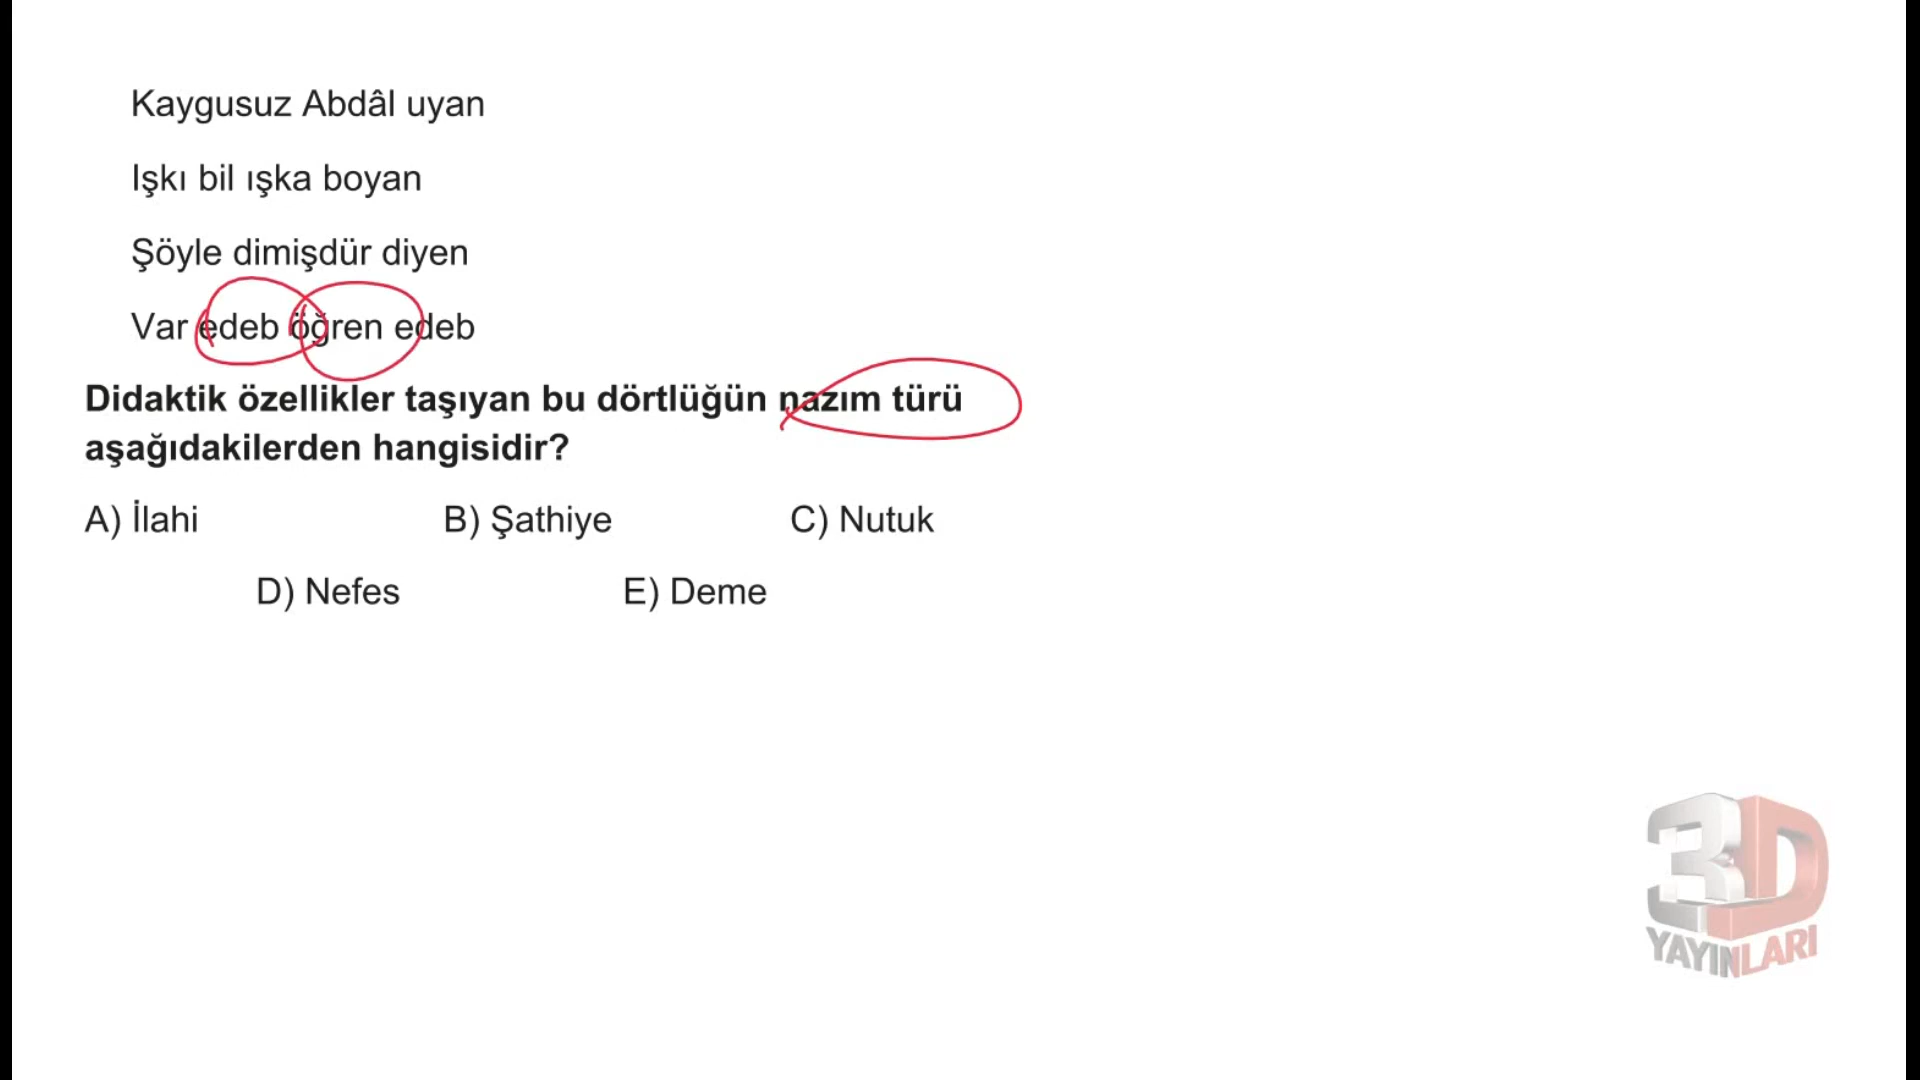 Kaygusuz Abdâl uyan
Işkı bil ışka boyan
Şöyle dimişdür diyen
Var edeb öğren edeb
Didaktik özellikler taşıyan bu dörtlüğün nazım türü
aşağıdakilerden hangisidir?
A) İlahi B) Şathiye C) Nutuk
D) Nefes E) Deme
3D
YAYINLARI